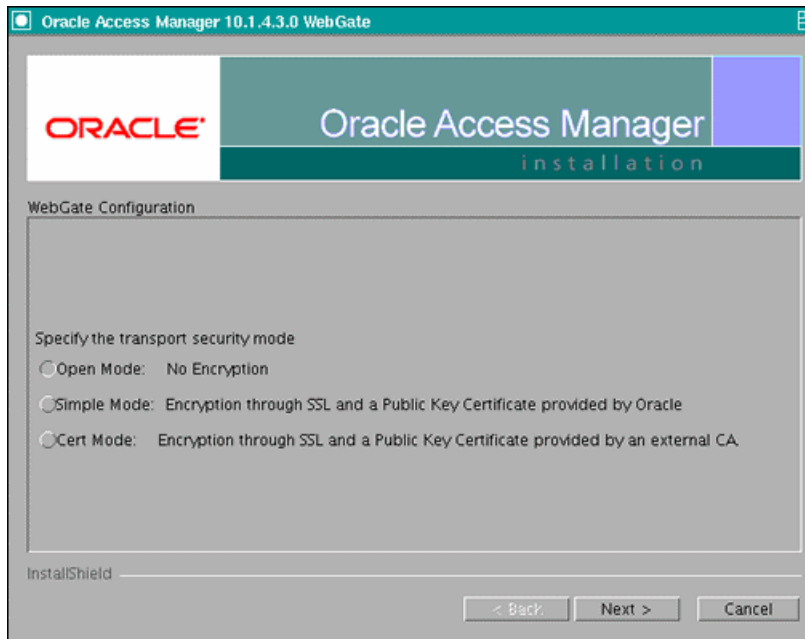 Oracle Access Manager 10.1.4.3.0 WebGate
ORACLE®
Oracle Access Manager
installation
WebGate Configuration
Specify the transport security mode
Open Mode: No Encryption
Simple Mode: Encryption through SSL and a Public Key Certificate provided by Oracle
Cert Mode: Encryption through SSL and a Public Key Certificate provided by an external CA.
InstallShield
< Back Next > Cancel